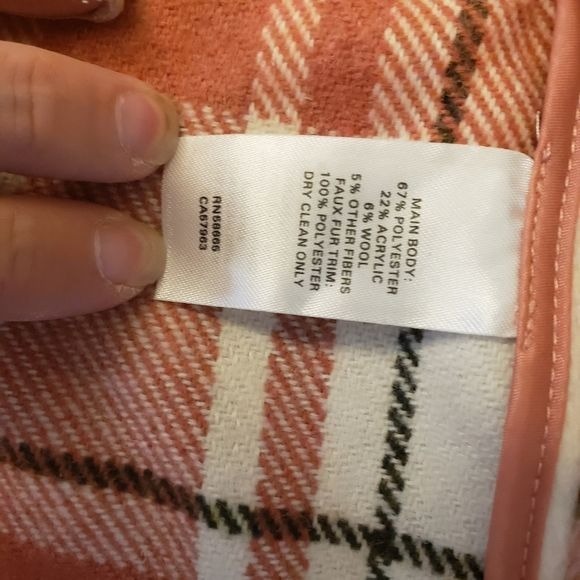 MAIN BODY:
67% POLYESTER
22% ACRYLIC
6% WOOL
5% OTHER FIBERS
FAUX FUR TRIM:
100% POLYESTER
DRY CLEAN ONLY
RN58665
CA57963